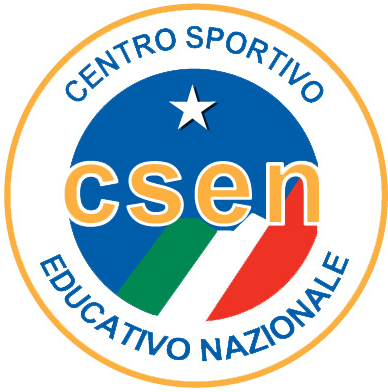 CENTRO SPORTIVO
csen
EDUCATIVO NAZIONALE